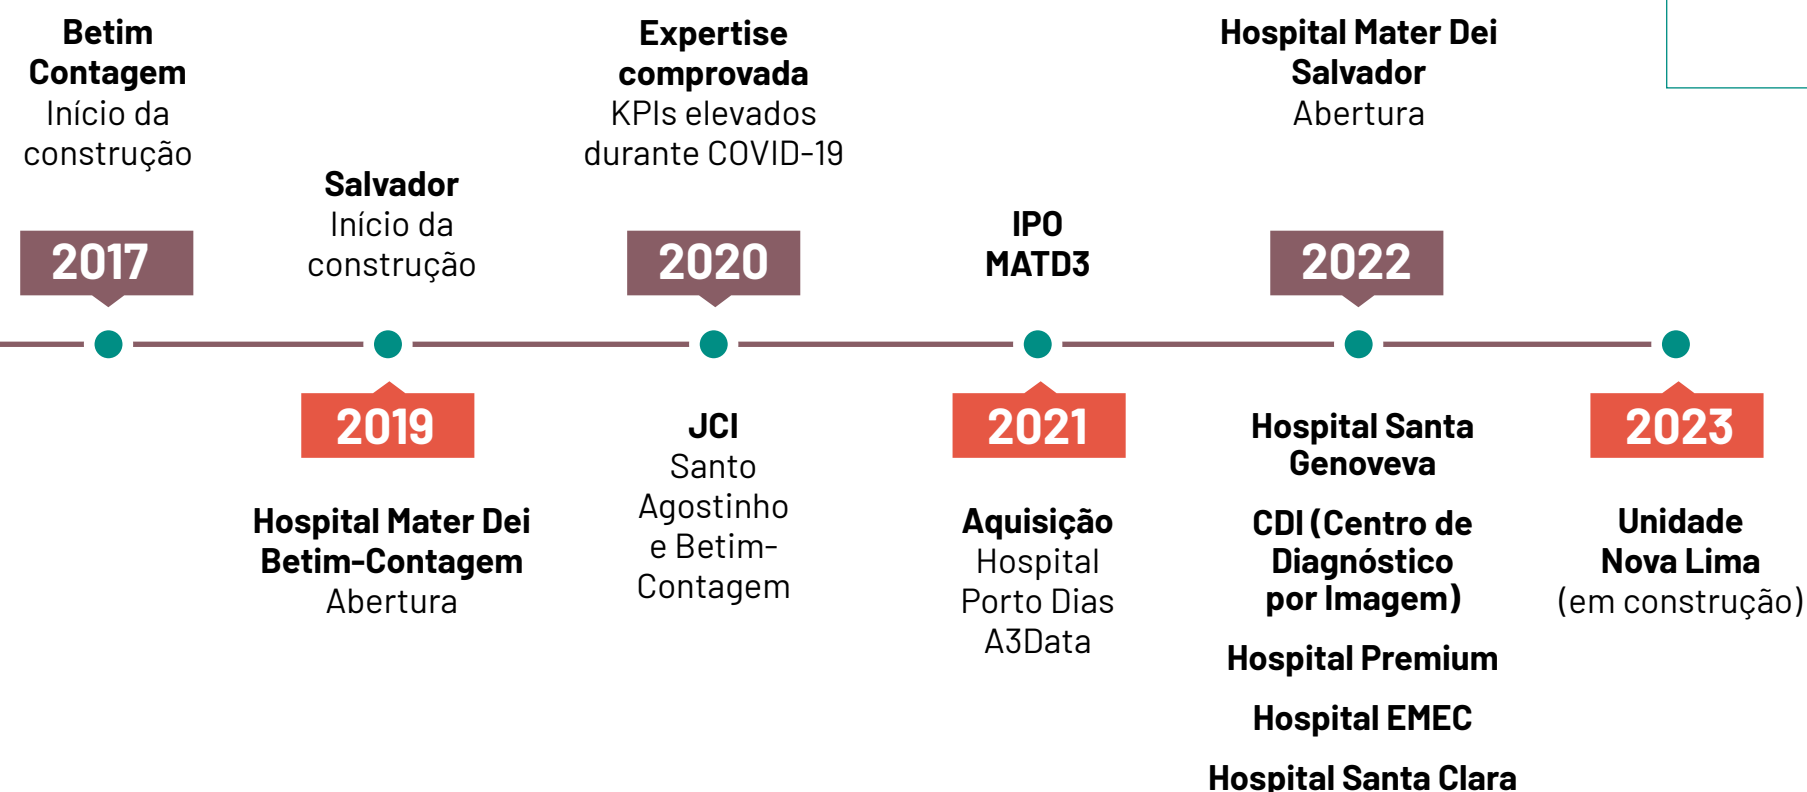 Betim
Contagem
Início da
construção
2017
Salvador
Início da
construção
2019
Hospital Mater Dei
Betim-Contagem
Abertura
Expertise
comprovada
KPIs elevados
durante COVID-19
2020
JCI
Santo
Agostinho
e Betim-
Contagem
IPO
MATD3
2021
Aquisição
Hospital
Porto Dias
A3Data
Hospital Mater Dei
Salvador
Abertura
2022
Hospital Santa
Genoveva
CDI (Centro de
Diagnóstico
por Imagem)
Hospital Premium
Hospital EMEC
Hospital Santa Clara
2023
Unidade
Nova Lima
(em construção)